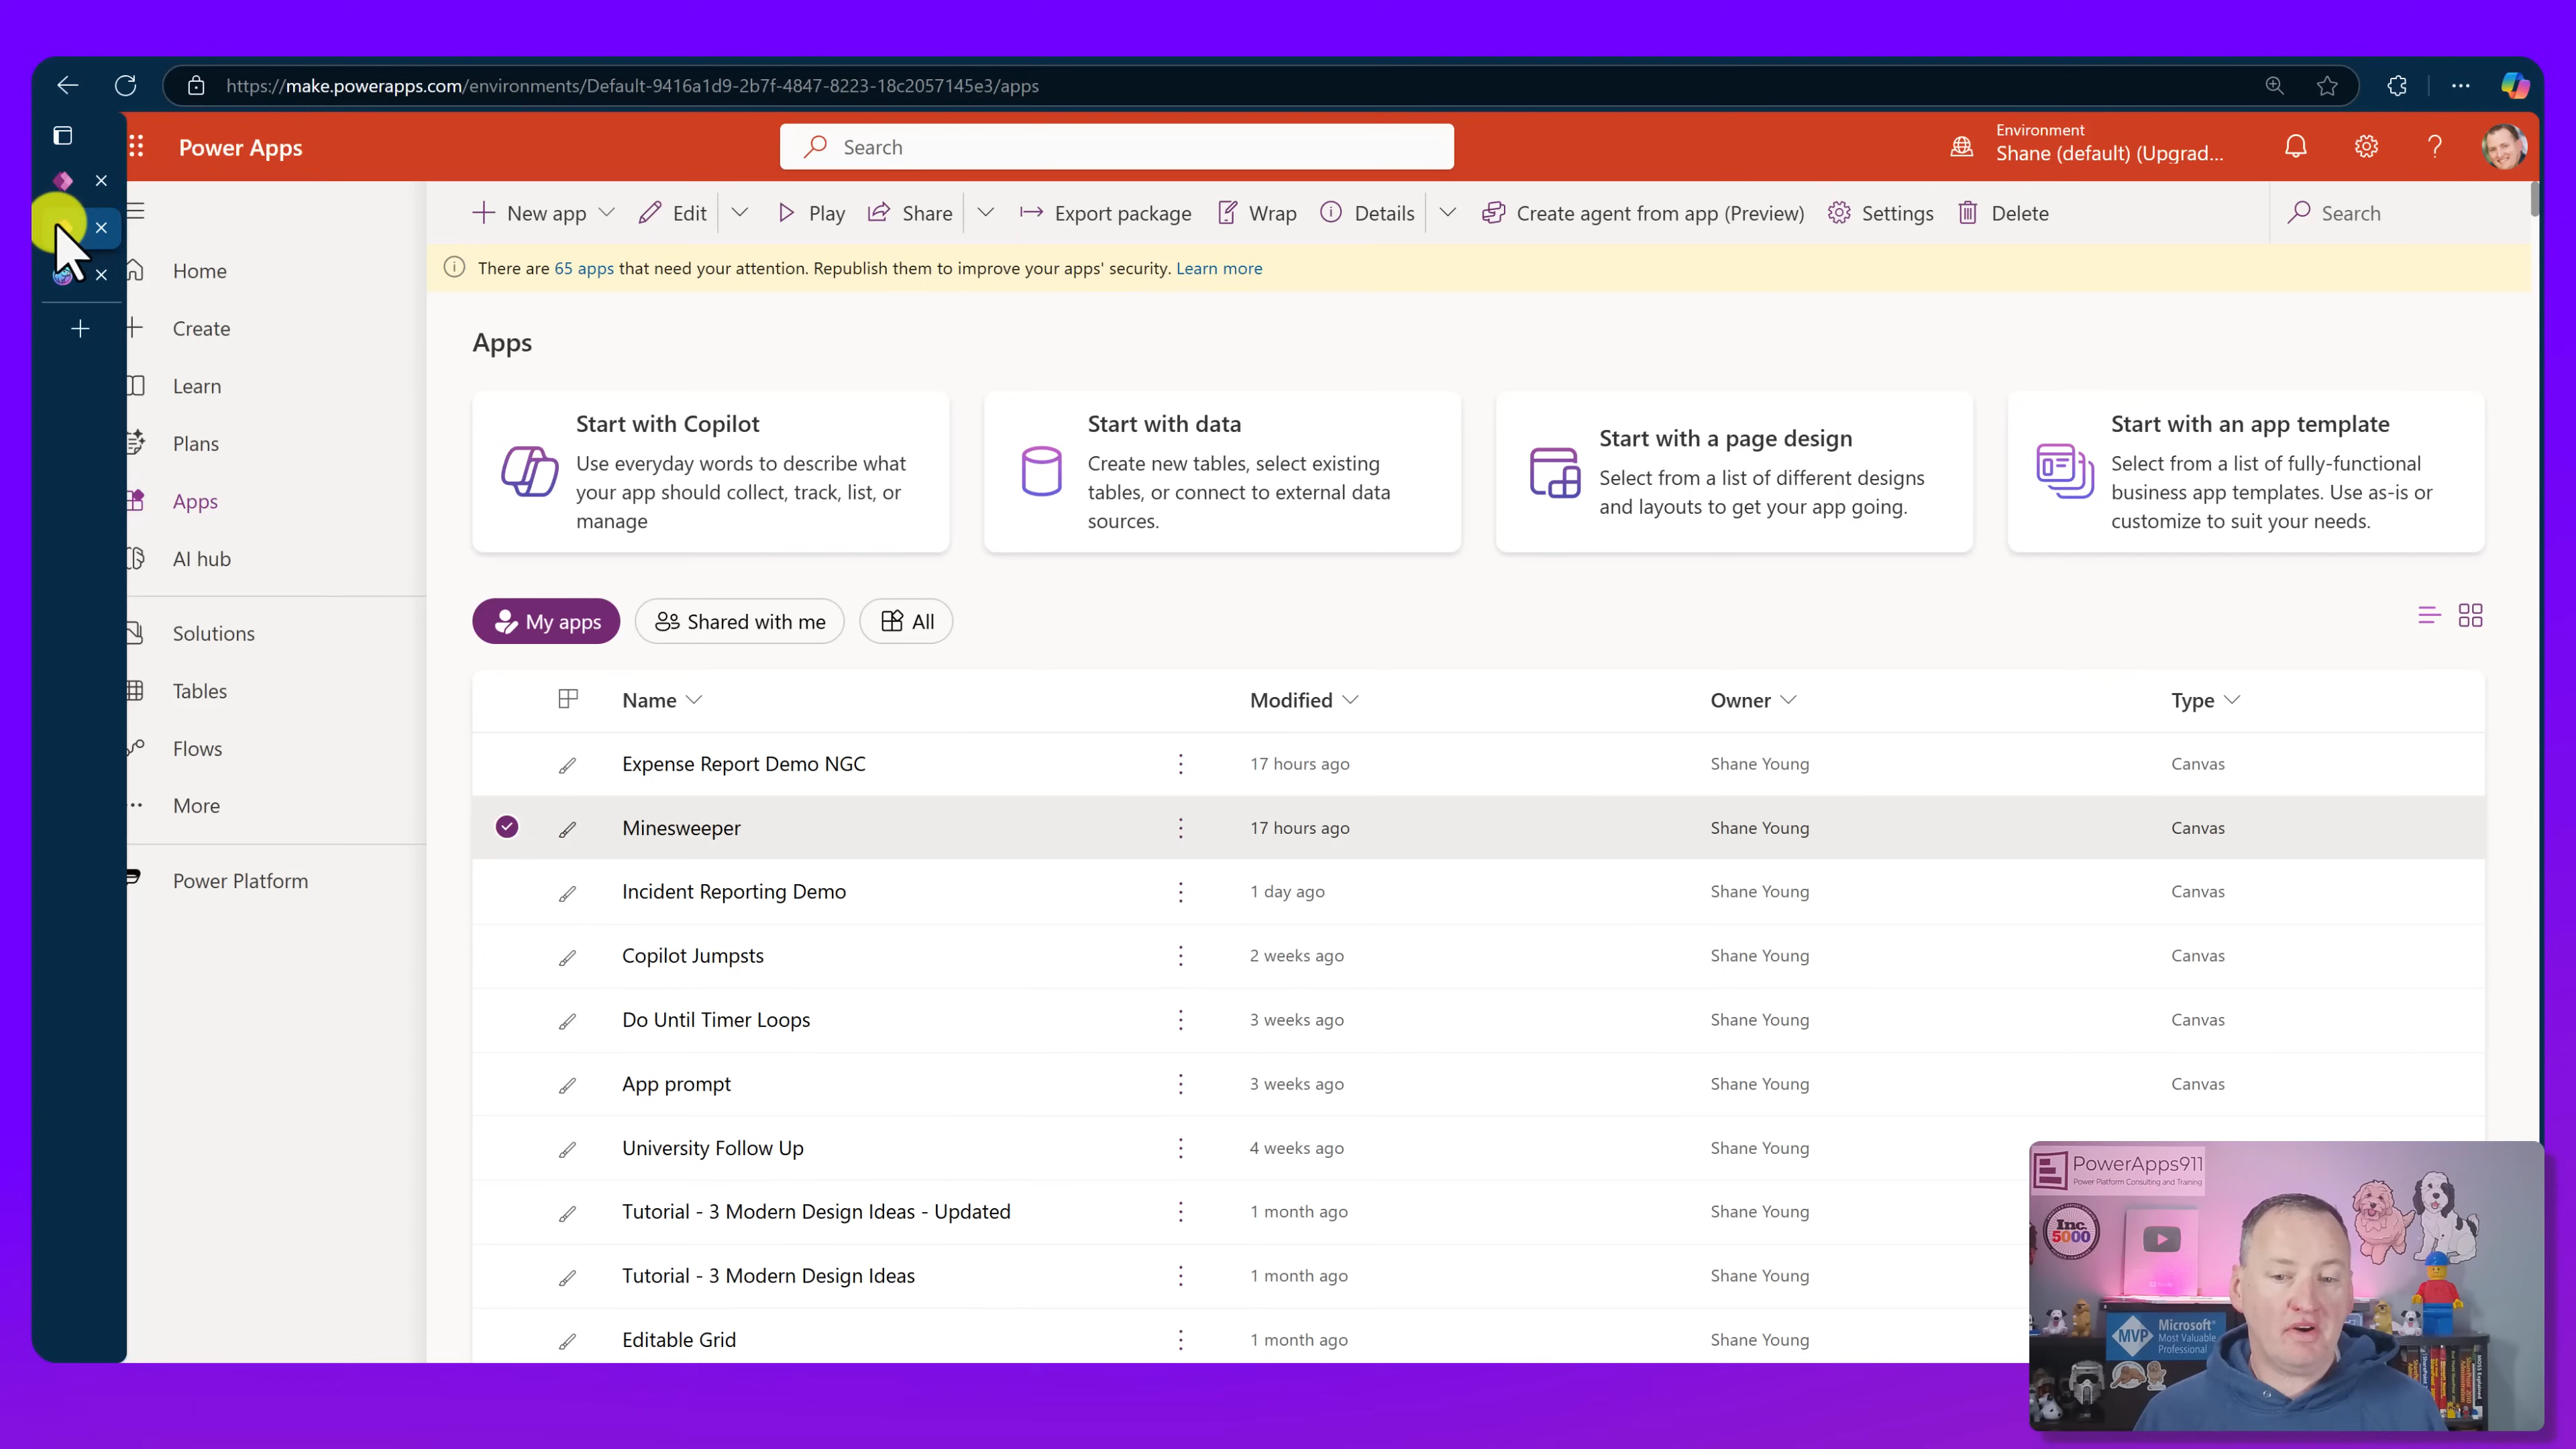 https://make.powerapps.com/environments/Default-9416a1d9-2b7f-4847-8223-18c2057145e3/apps
Power Apps
Search
Environment
Shane (default) (Upgrad...
New app
Edit
Play
Share
Export package
Wrap
Details
Create agent from app (Preview)
Settings
Delete
Search
There are 65 apps that need your attention. Republish them to improve your apps' security. Learn more
Home
Create
Learn
Plans
Apps
AI hub
Solutions
Tables
Flows
More
Power Platform
Apps
Start with Copilot
Use everyday words to describe what
your app should collect, track, list, or
manage
Start with data
Create new tables, select existing
tables, or connect to external data
sources.
Start with a page design
Select from a list of different designs
and layouts to get your app going.
Start with an app template
Select from a list of fully-functional
business app templates. Use as-is or
customize to suit your needs.
My apps
Shared with me
All
Name Modified Owner Type
Expense Report Demo NGC 17 hours ago Shane Young Canvas
Minesweeper 17 hours ago Shane Young Canvas
Incident Reporting Demo 1 day ago Shane Young Canvas
Copilot Jumpsts 2 weeks ago Shane Young Canvas
Do Until Timer Loops 3 weeks ago Shane Young Canvas
App prompt 3 weeks ago Shane Young Canvas
University Follow Up 4 weeks ago Shane Young
Tutorial - 3 Modern Design Ideas - Updated 1 month ago Shane Young
Tutorial - 3 Modern Design Ideas 1 month ago Shane Young
Editable Grid 1 month ago Shane Young
PowerApps911
Power Platform Consulting and Training
Inc.
5000
MVP
Microsoft
Most Valuable
Professional